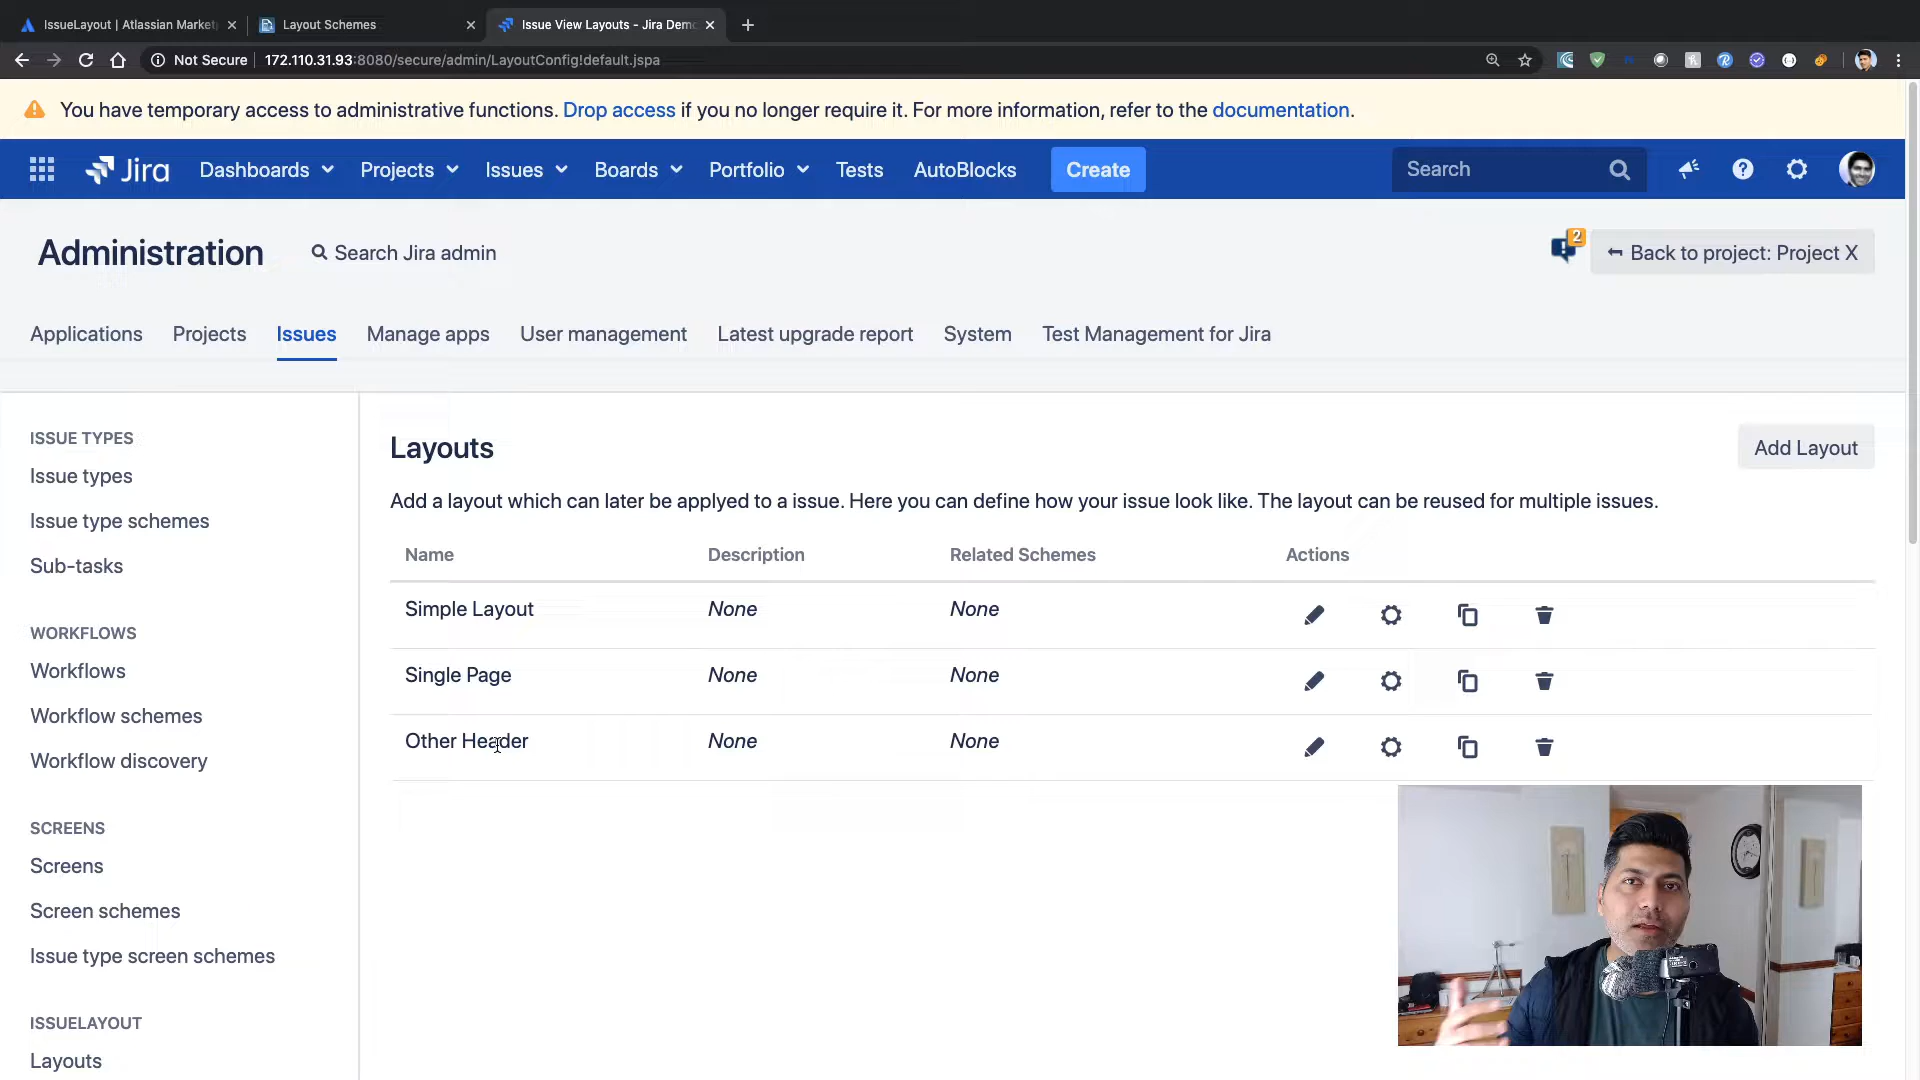 IssueLayout | Atlassian Market
Layout Schemes
Issue View Layouts - Jira Dem
Not Secure
172.110.31.93:8080/secure/admin/LayoutConfig!default.jspa
You have temporary access to administrative functions. Drop access if you no longer require it. For more information, refer to the documentation.
Jira
Dashboards
Projects
Issues
Boards
Portfolio
Tests
AutoBlocks
Create
Search
Administration
Search Jira admin
2
Back to project: Project X
Applications
Projects
Issues
Manage apps
User management
Latest upgrade report
System
Test Management for Jira
ISSUE TYPES
Issue types
Issue type schemes
Sub-tasks
WORKFLOWS
Workflows
Workflow schemes
Workflow discovery
SCREENS
Screens
Screen schemes
Issue type screen schemes
ISSUELAYOUT
Layouts
Layouts
Add Layout
Add a layout which can later be applyed to a issue. Here you can define how your issue look like. The layout can be reused for multiple issues.
Name Description Related Schemes Actions
Simple Layout None None
Single Page None None
Other Header None None